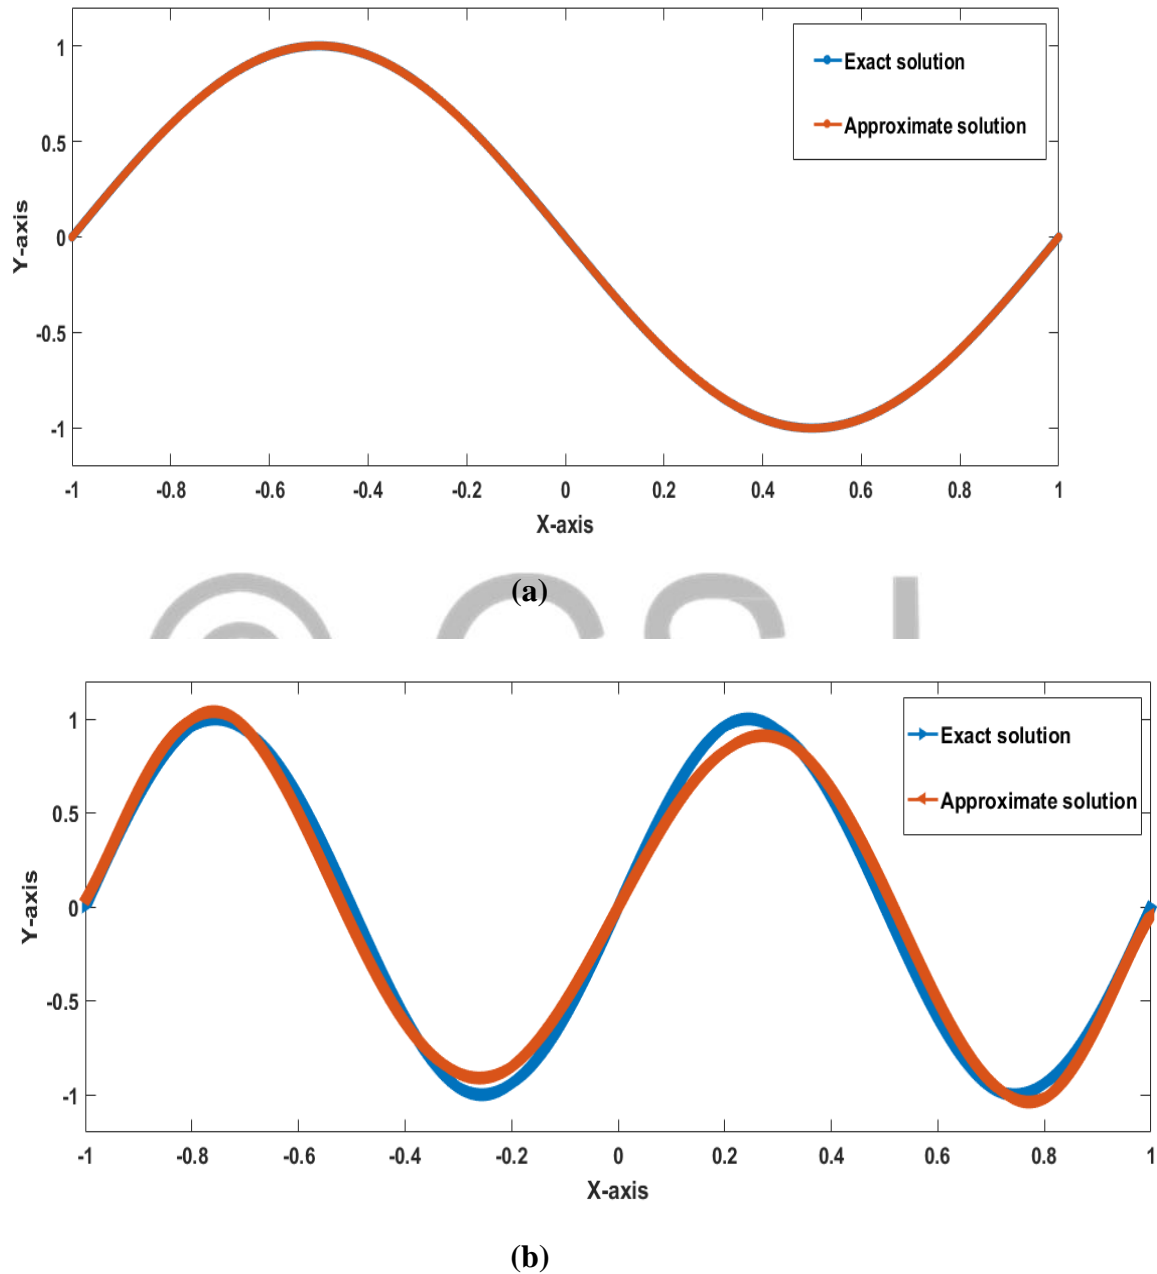 1
0.5
0
-0.5
-1
Y-axis
-1 -0.8 -0.6 -0.4 -0.2 0 0.2 0.4 0.6 0.8 1
X-axis
Exact solution
Approximate solution
(a)
1
0.5
0
-0.5
-1
Y-axis
-1 -0.8 -0.6 -0.4 -0.2 0 0.2 0.4 0.6 0.8 1
X-axis
Exact solution
Approximate solution
(b)